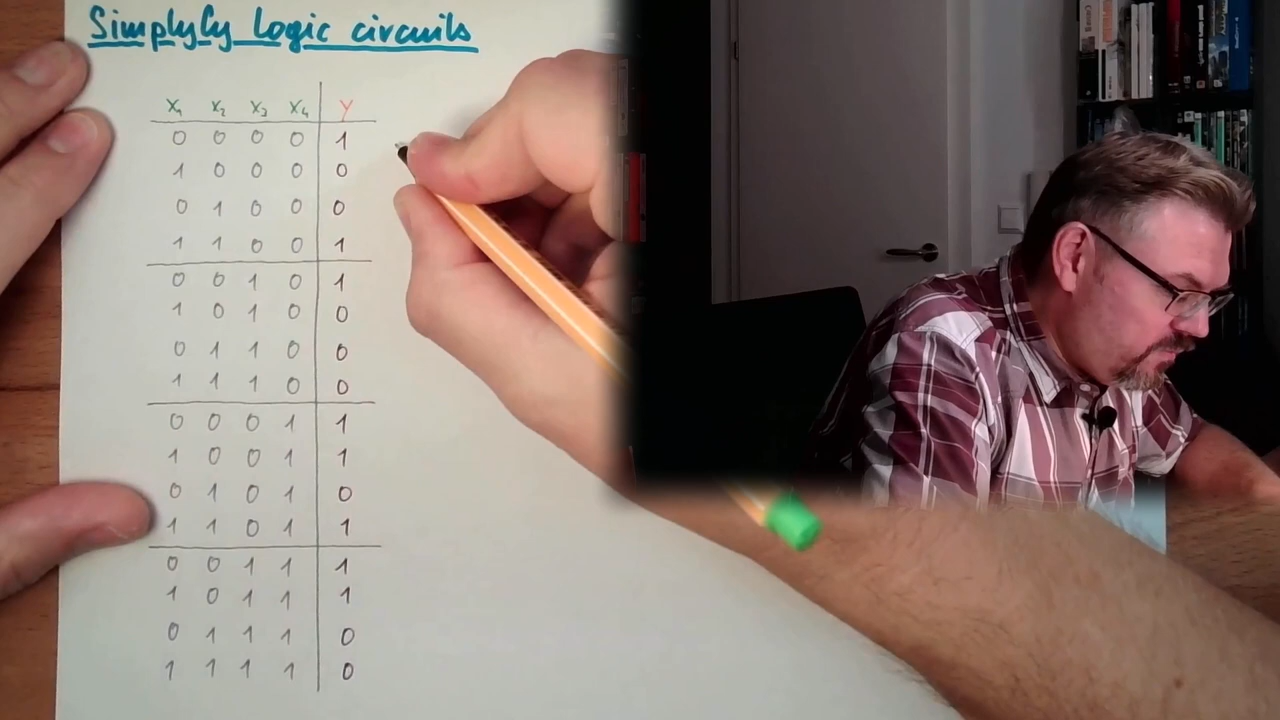 Simplyfy logic circuits
X1 X2 X3 X4 Y
0 0 0 0 1
1 0 0 0 0
0 1 0 0 0
1 1 0 0 1
0 0 1 0 1
1 0 1 0 0
0 1 1 0 0
1 1 1 0 0
0 0 0 1 1
1 0 0 1 1
0 1 0 1 0
1 1 0 1 1
0 0 1 1 1
1 0 1 1 1
0 1 1 1 0
1 1 1 1 0